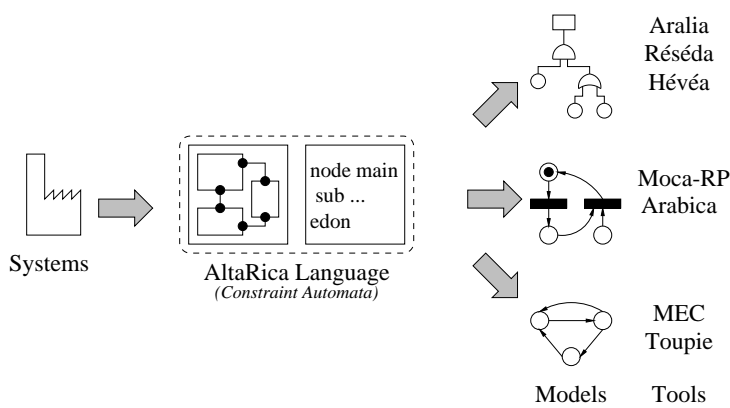 Aralia
Réséda
Hévéa
node main
sub ...
edon
Moca-RP
Arabica
Systems
AltaRica Language
(Constraint Automata)
MEC
Toupie
Models Tools